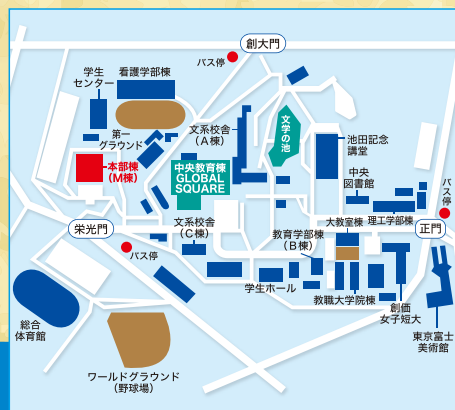 創大門
バス停
学生
センター
看護学部棟
第一
グラウンド
文系校舎
（A棟）
文学の池
池田記念
講堂
本部棟
（M棟）
中央教育棟
GLOBAL
SQUARE
中央
図書館
バス停
栄光門
文系校舎
（C棟）
教育学部棟
（B棟）
大教室棟
理工学部棟
正門
バス停
学生ホール
教職大学院棟
創価
女子短大
総合
体育館
東京富士
美術館
ワールドグラウンド
（野球場）